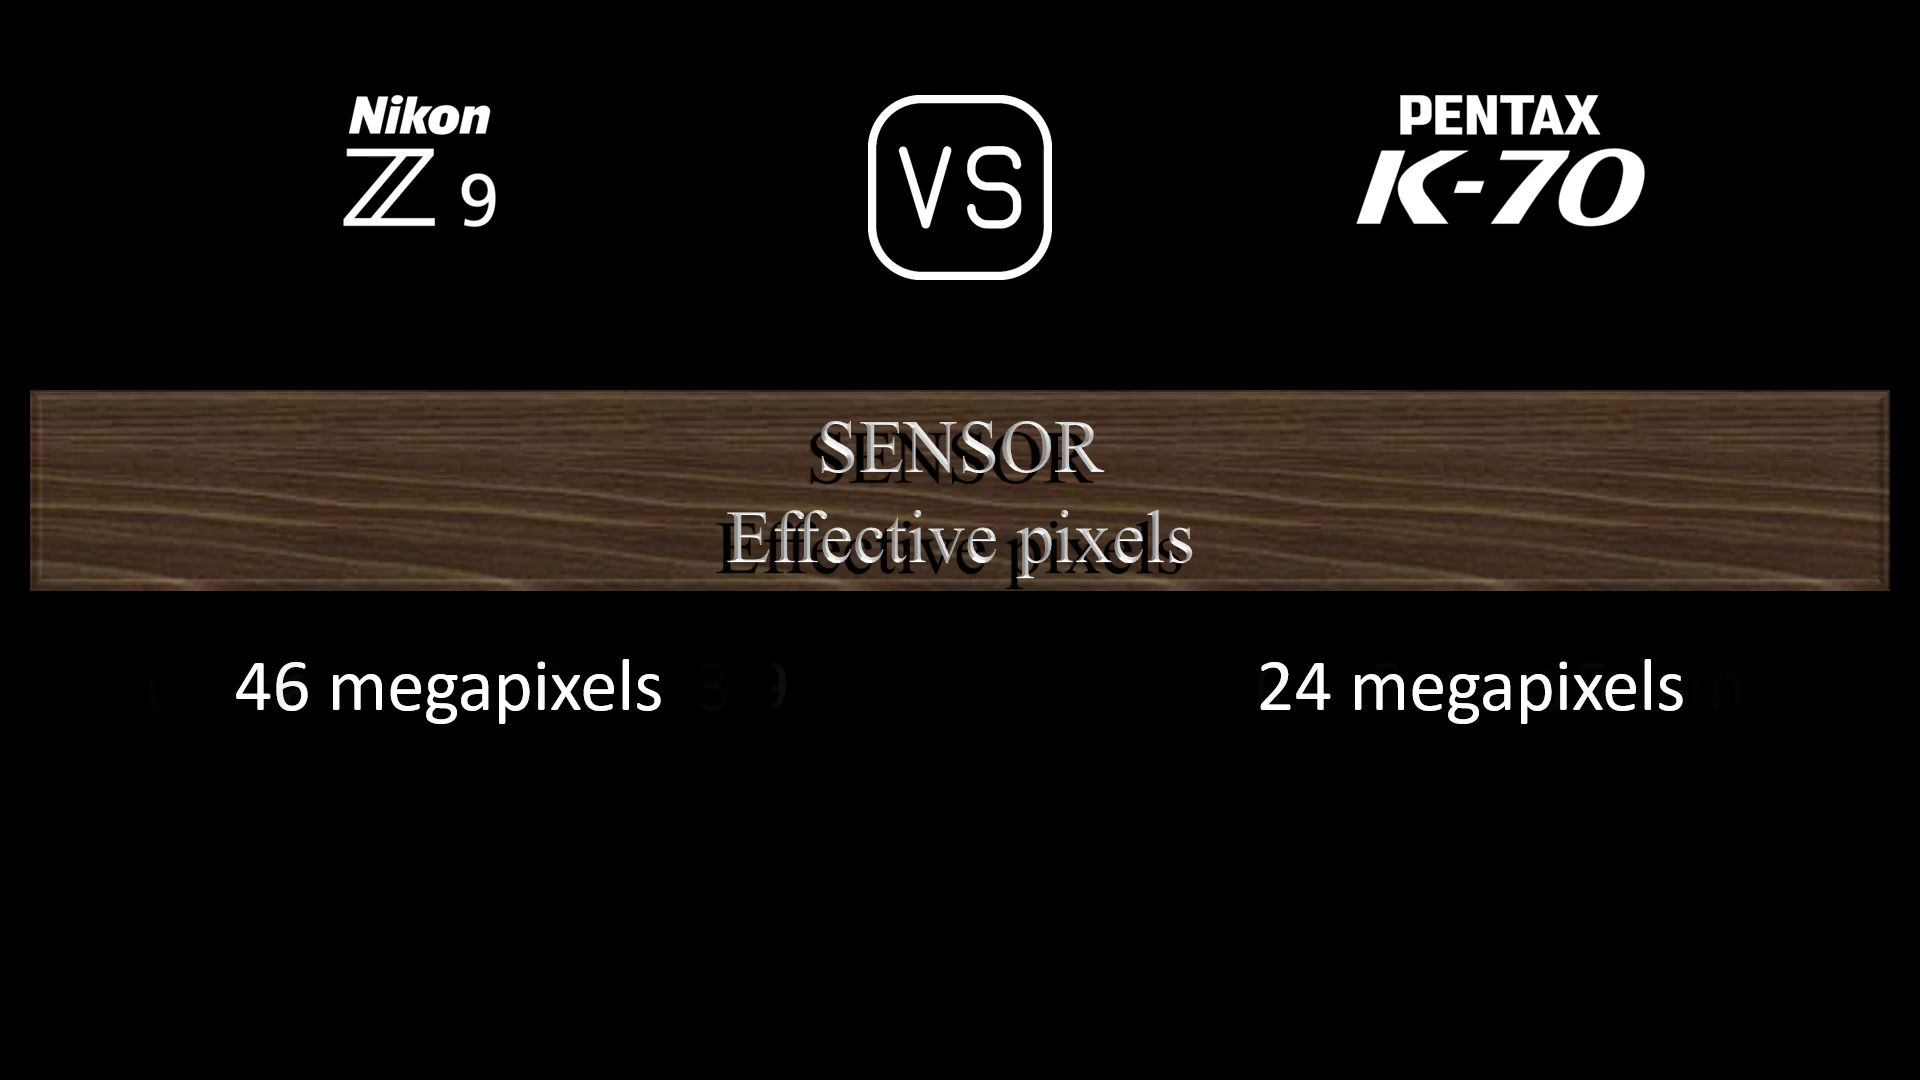 Nikon
Z 9
VS
PENTAX
K-70
SENSOR
Effective pixels
46 megapixels
24 megapixels